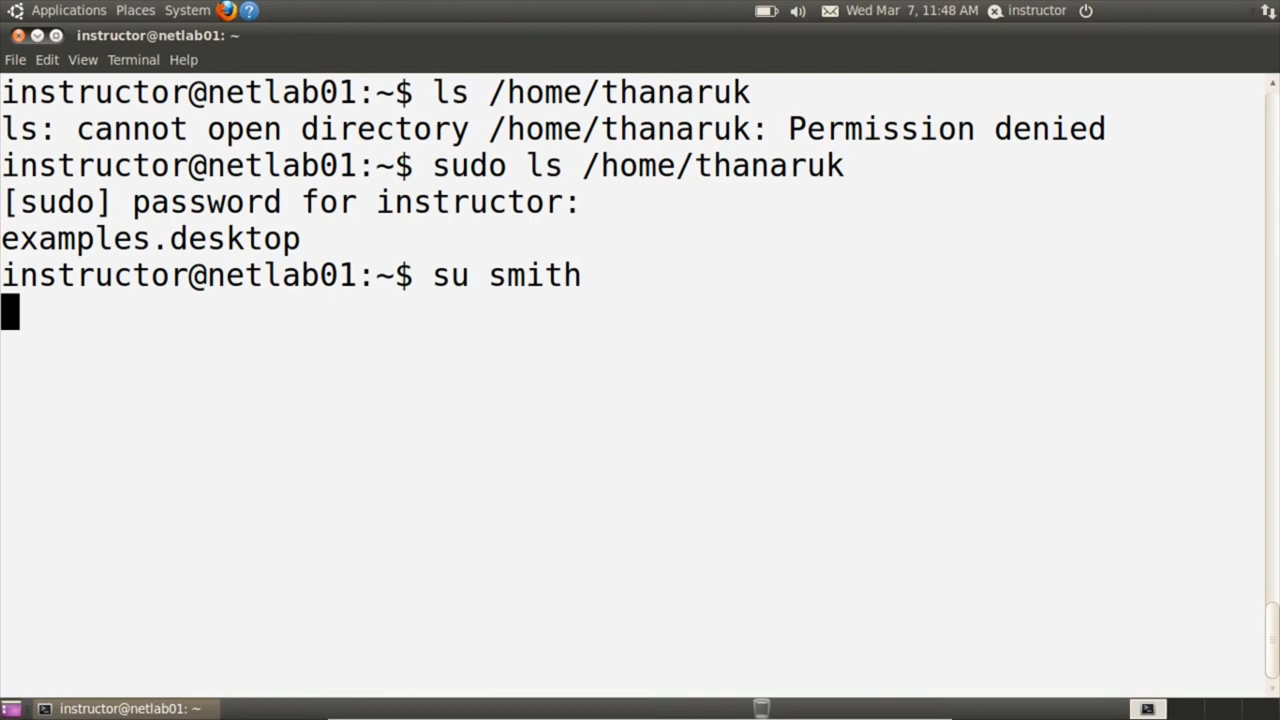 Applications Places System Wed Mar 7, 11:48 AM instructor
instructor@netlab01: ~
File Edit View Terminal Help
instructor@netlab01:~$ ls /home/thanaruk
ls: cannot open directory /home/thanaruk: Permission denied
instructor@netlab01:~$ sudo ls /home/thanaruk
[sudo] password for instructor:
examples.desktop
instructor@netlab01:~$ su smith
instructor@netlab01: ~